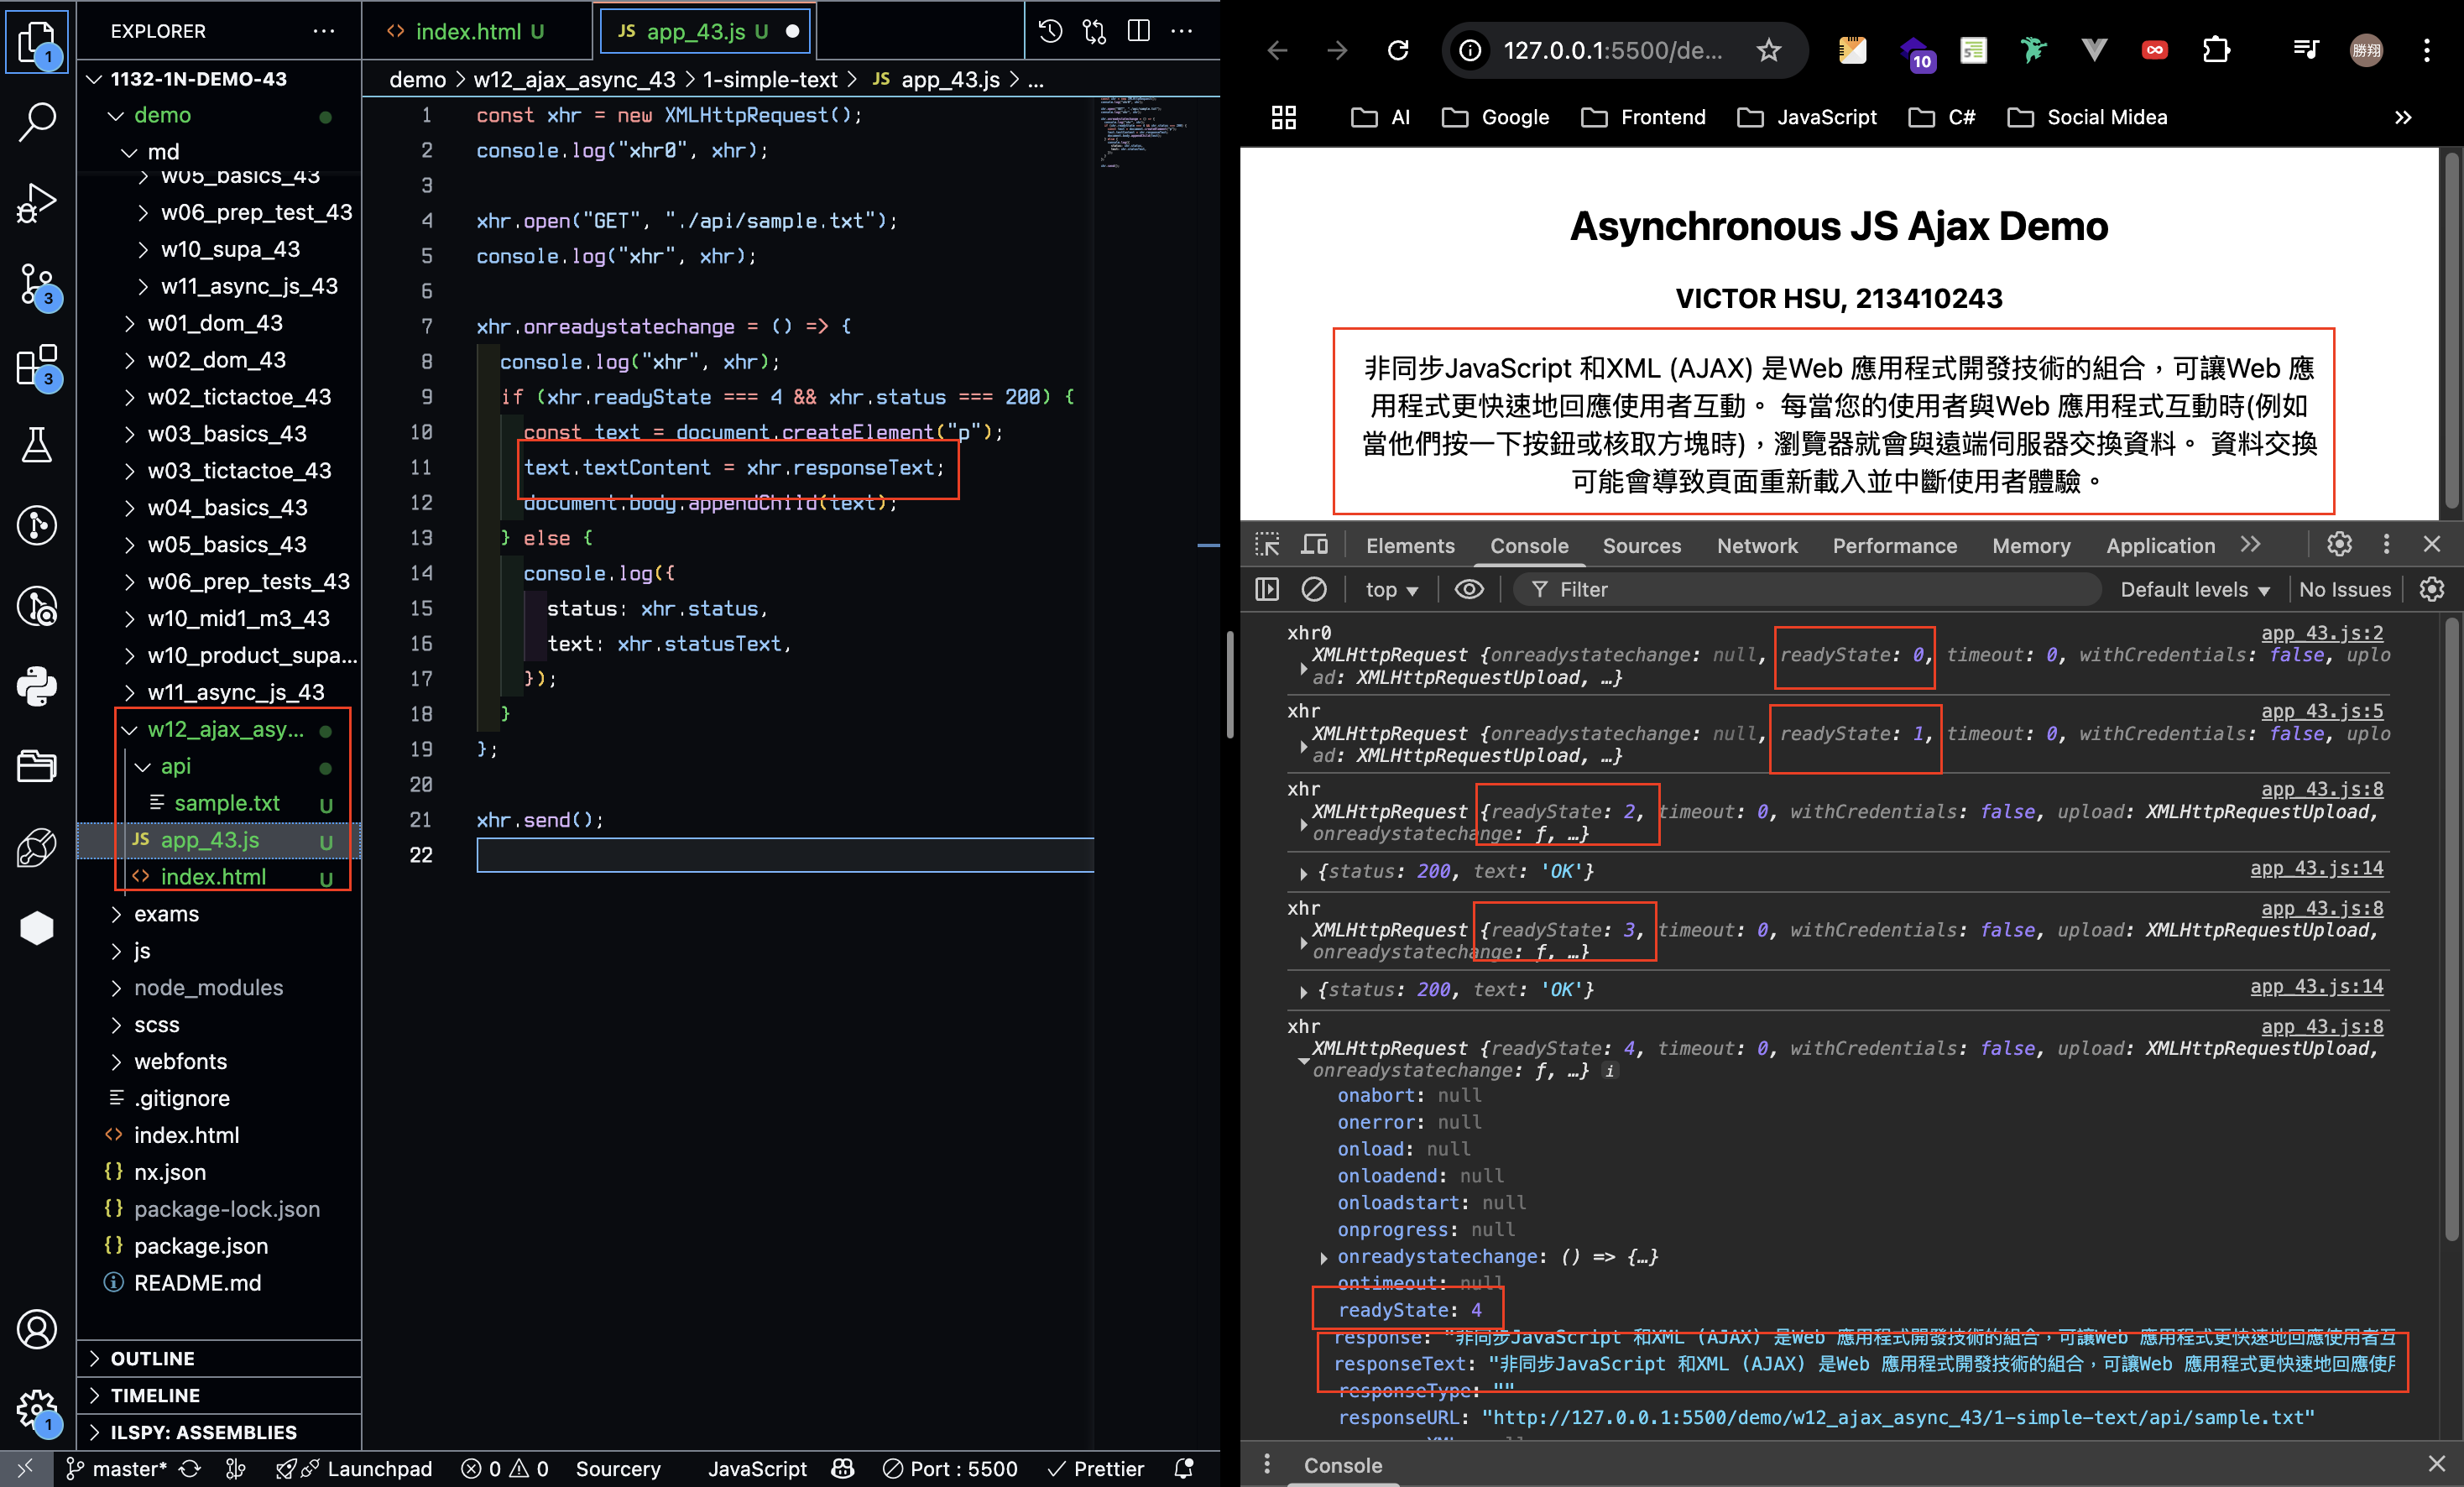 EXPLORER
1132-1N-DEMO-43
demo
md
w05_basics_43
w06_prep_test_43
w10_supa_43
w11_async_js_43
w01_dom_43
w02_dom_43
w02_tictactoe_43
w03_basics_43
w03_tictactoe_43
w04_basics_43
w05_basics_43
w06_prep_tests_43
w10_mid1_m3_43
w10_product_supa...
w11_async_js_43
w12_ajax_asy...
api
sample.txt U
JS app_43.js U
<> index.html U
exams
js
node_modules
scss
webfonts
.gitignore
<> index.html
{} nx.json
{} package-lock.json
{} package.json
README.md
OUTLINE
TIMELINE
ILSPY: ASSEMBLIES
1
3
3
1
<> index.html U
JS app_43.js U
demo > w12_ajax_async_43 > 1-simple-text > JS app_43.js > ...
1 const xhr = new XMLHttpRequest();
2 console.log("xhr0", xhr);
3
4 xhr.open("GET", "./api/sample.txt");
5 console.log("xhr", xhr);
6
7 xhr.onreadystatechange = () => {
8 console.log("xhr", xhr);
9 if (xhr.readyState === 4 && xhr.status === 200) {
10 const text = document.createElement("p");
11 text.textContent = xhr.responseText;
12 document.body.appendChild(text);
13 } else {
14 console.log({
15 status: xhr.status,
16 text: xhr.statusText,
17 });
18 }
19 };
20
21 xhr.send();
22
master* Launchpad 0 0 Sourcery JavaScript Port : 5500 Prettier
127.0.0.1:5500/de...
10
勝翔
AI Google Frontend JavaScript C# Social Midea
Asynchronous JS Ajax Demo
VICTOR HSU, 213410243
非同步JavaScript 和XML (AJAX) 是Web 應用程式開發技術的組合，可讓Web 應
用程式更快速地回應使用者互動。 每當您的使用者與Web 應用程式互動時(例如
當他們按一下按鈕或核取方塊時)，瀏覽器就會與遠端伺服器交換資料。 資料交換
可能會導致頁面重新載入並中斷使用者體驗。
Elements Console Sources Network Performance Memory Application
top Filter Default levels No Issues
xhr0 app_43.js:2
XMLHttpRequest {onreadystatechange: null, readyState: 0, timeout: 0, withCredentials: false, uplo
ad: XMLHttpRequestUpload, …}
xhr app_43.js:5
XMLHttpRequest {onreadystatechange: null, readyState: 1, timeout: 0, withCredentials: false, uplo
ad: XMLHttpRequestUpload, …}
xhr app_43.js:8
XMLHttpRequest {readyState: 2, timeout: 0, withCredentials: false, upload: XMLHttpRequestUpload,
onreadystatechange: ƒ, …}
{status: 200, text: 'OK'} app_43.js:14
xhr app_43.js:8
XMLHttpRequest {readyState: 3, timeout: 0, withCredentials: false, upload: XMLHttpRequestUpload,
onreadystatechange: ƒ, …}
{status: 200, text: 'OK'} app_43.js:14
xhr app_43.js:8
XMLHttpRequest {readyState: 4, timeout: 0, withCredentials: false, upload: XMLHttpRequestUpload,
onreadystatechange: ƒ, …} i
onabort: null
onerror: null
onload: null
onloadend: null
onloadstart: null
onprogress: null
onreadystatechange: () => {…}
ontimeout: null
readyState: 4
response: "非同步JavaScript 和XML (AJAX) 是Web 應用程式開發技術的組合，可讓Web 應用程式更快速地回應使用者互
responseText: "非同步JavaScript 和XML (AJAX) 是Web 應用程式開發技術的組合，可讓Web 應用程式更快速地回應使用
responseType: ""
responseURL: "http://127.0.0.1:5500/demo/w12_ajax_async_43/1-simple-text/api/sample.txt"
Console